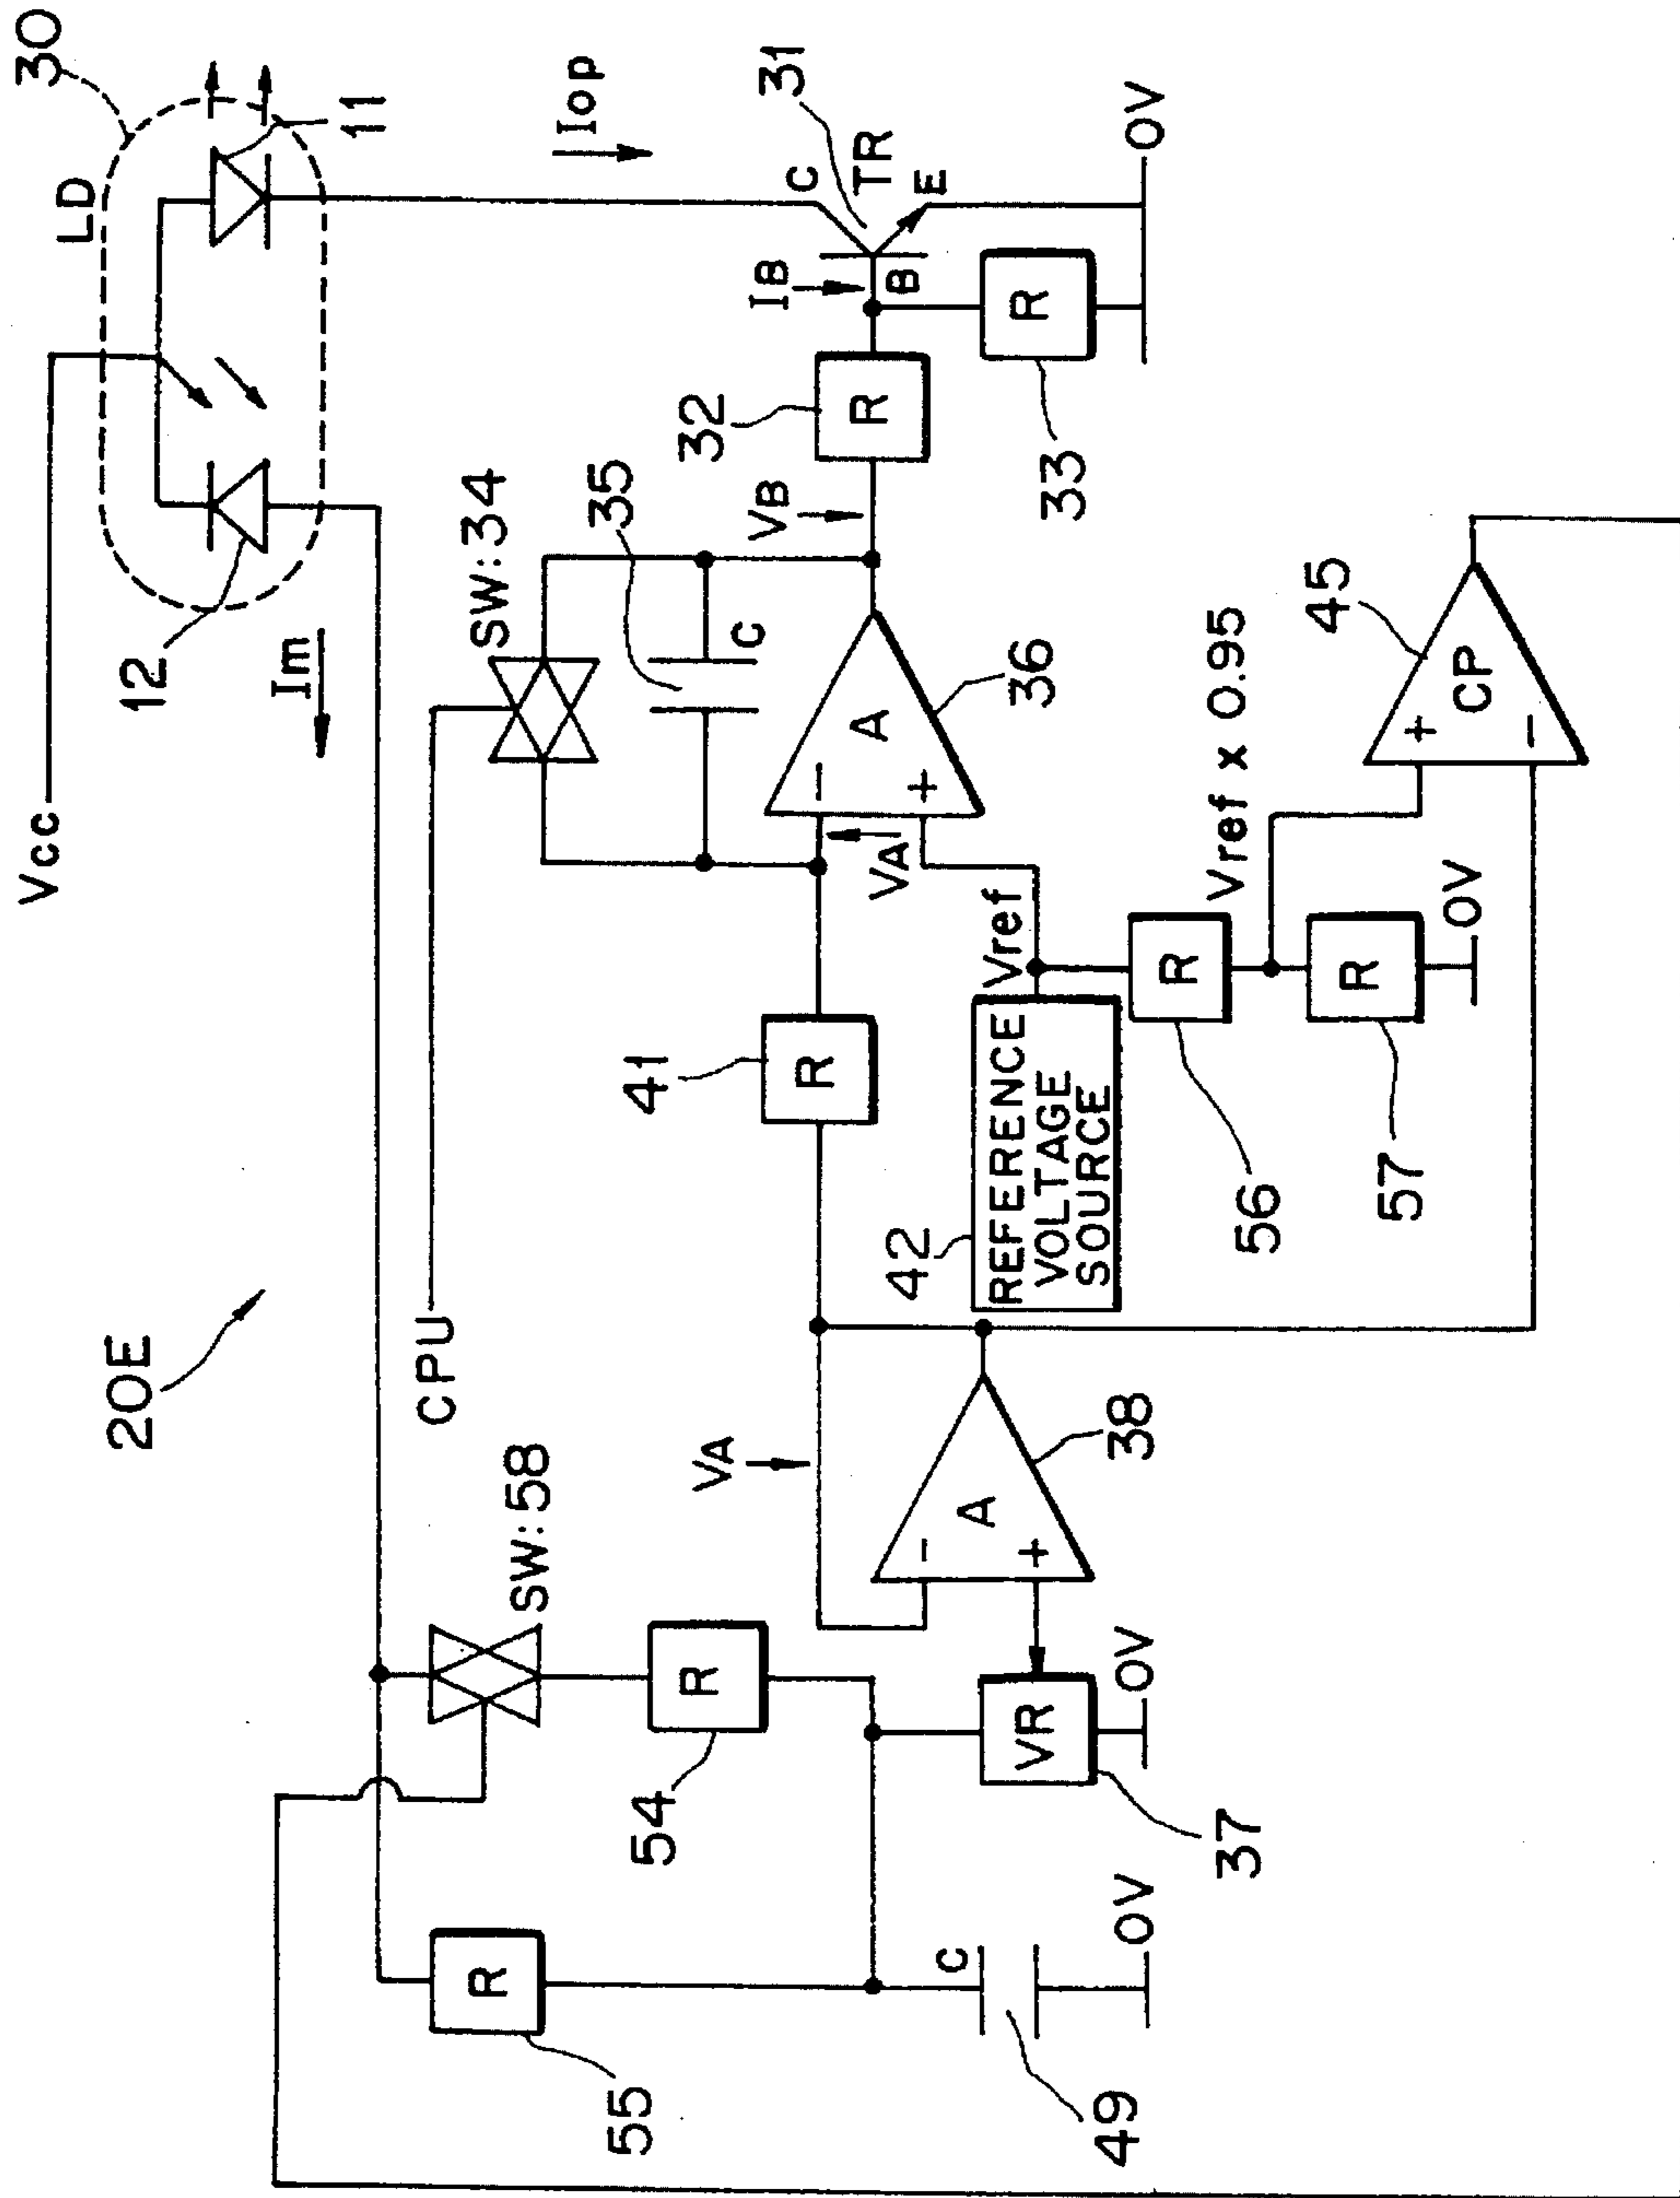 20E
Vcc
LD
30
11
12
Im
Iop
CPU
SW:34
35
C
SW:58
R
55
R
54
VA
41
R
VA
A
36
VB
32
R
IB
B
C
TR
31
E
R
33
0V
C
49
0V
VR
37
0V
A
38
42
REFERENCE
VOLTAGE
SOURCE
Vref
R
56
R
57
0V
Vref x 0.95
CP
45
+
-
-
+
-
+